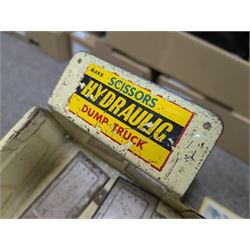 MARX
SCISSORS
HYDRAULIC
DUMP TRUCK